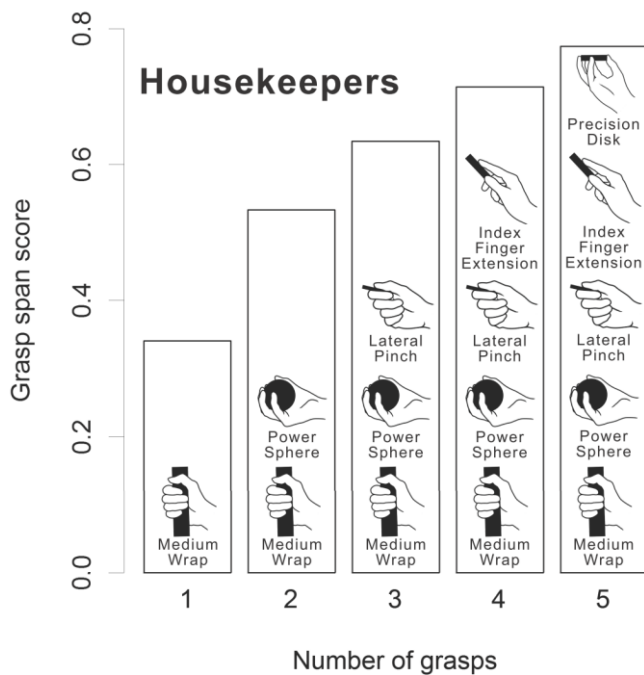 Housekeepers
Grasp span score
0.8
0.6
0.4
0.2
0.0
Medium
Wrap
Power
Sphere
Medium
Wrap
Lateral
Pinch
Power
Sphere
Medium
Wrap
Index
Finger
Extension
Lateral
Pinch
Power
Sphere
Medium
Wrap
Precision
Disk
Index
Finger
Extension
Lateral
Pinch
Power
Sphere
Medium
Wrap
1 2 3 4 5
Number of grasps